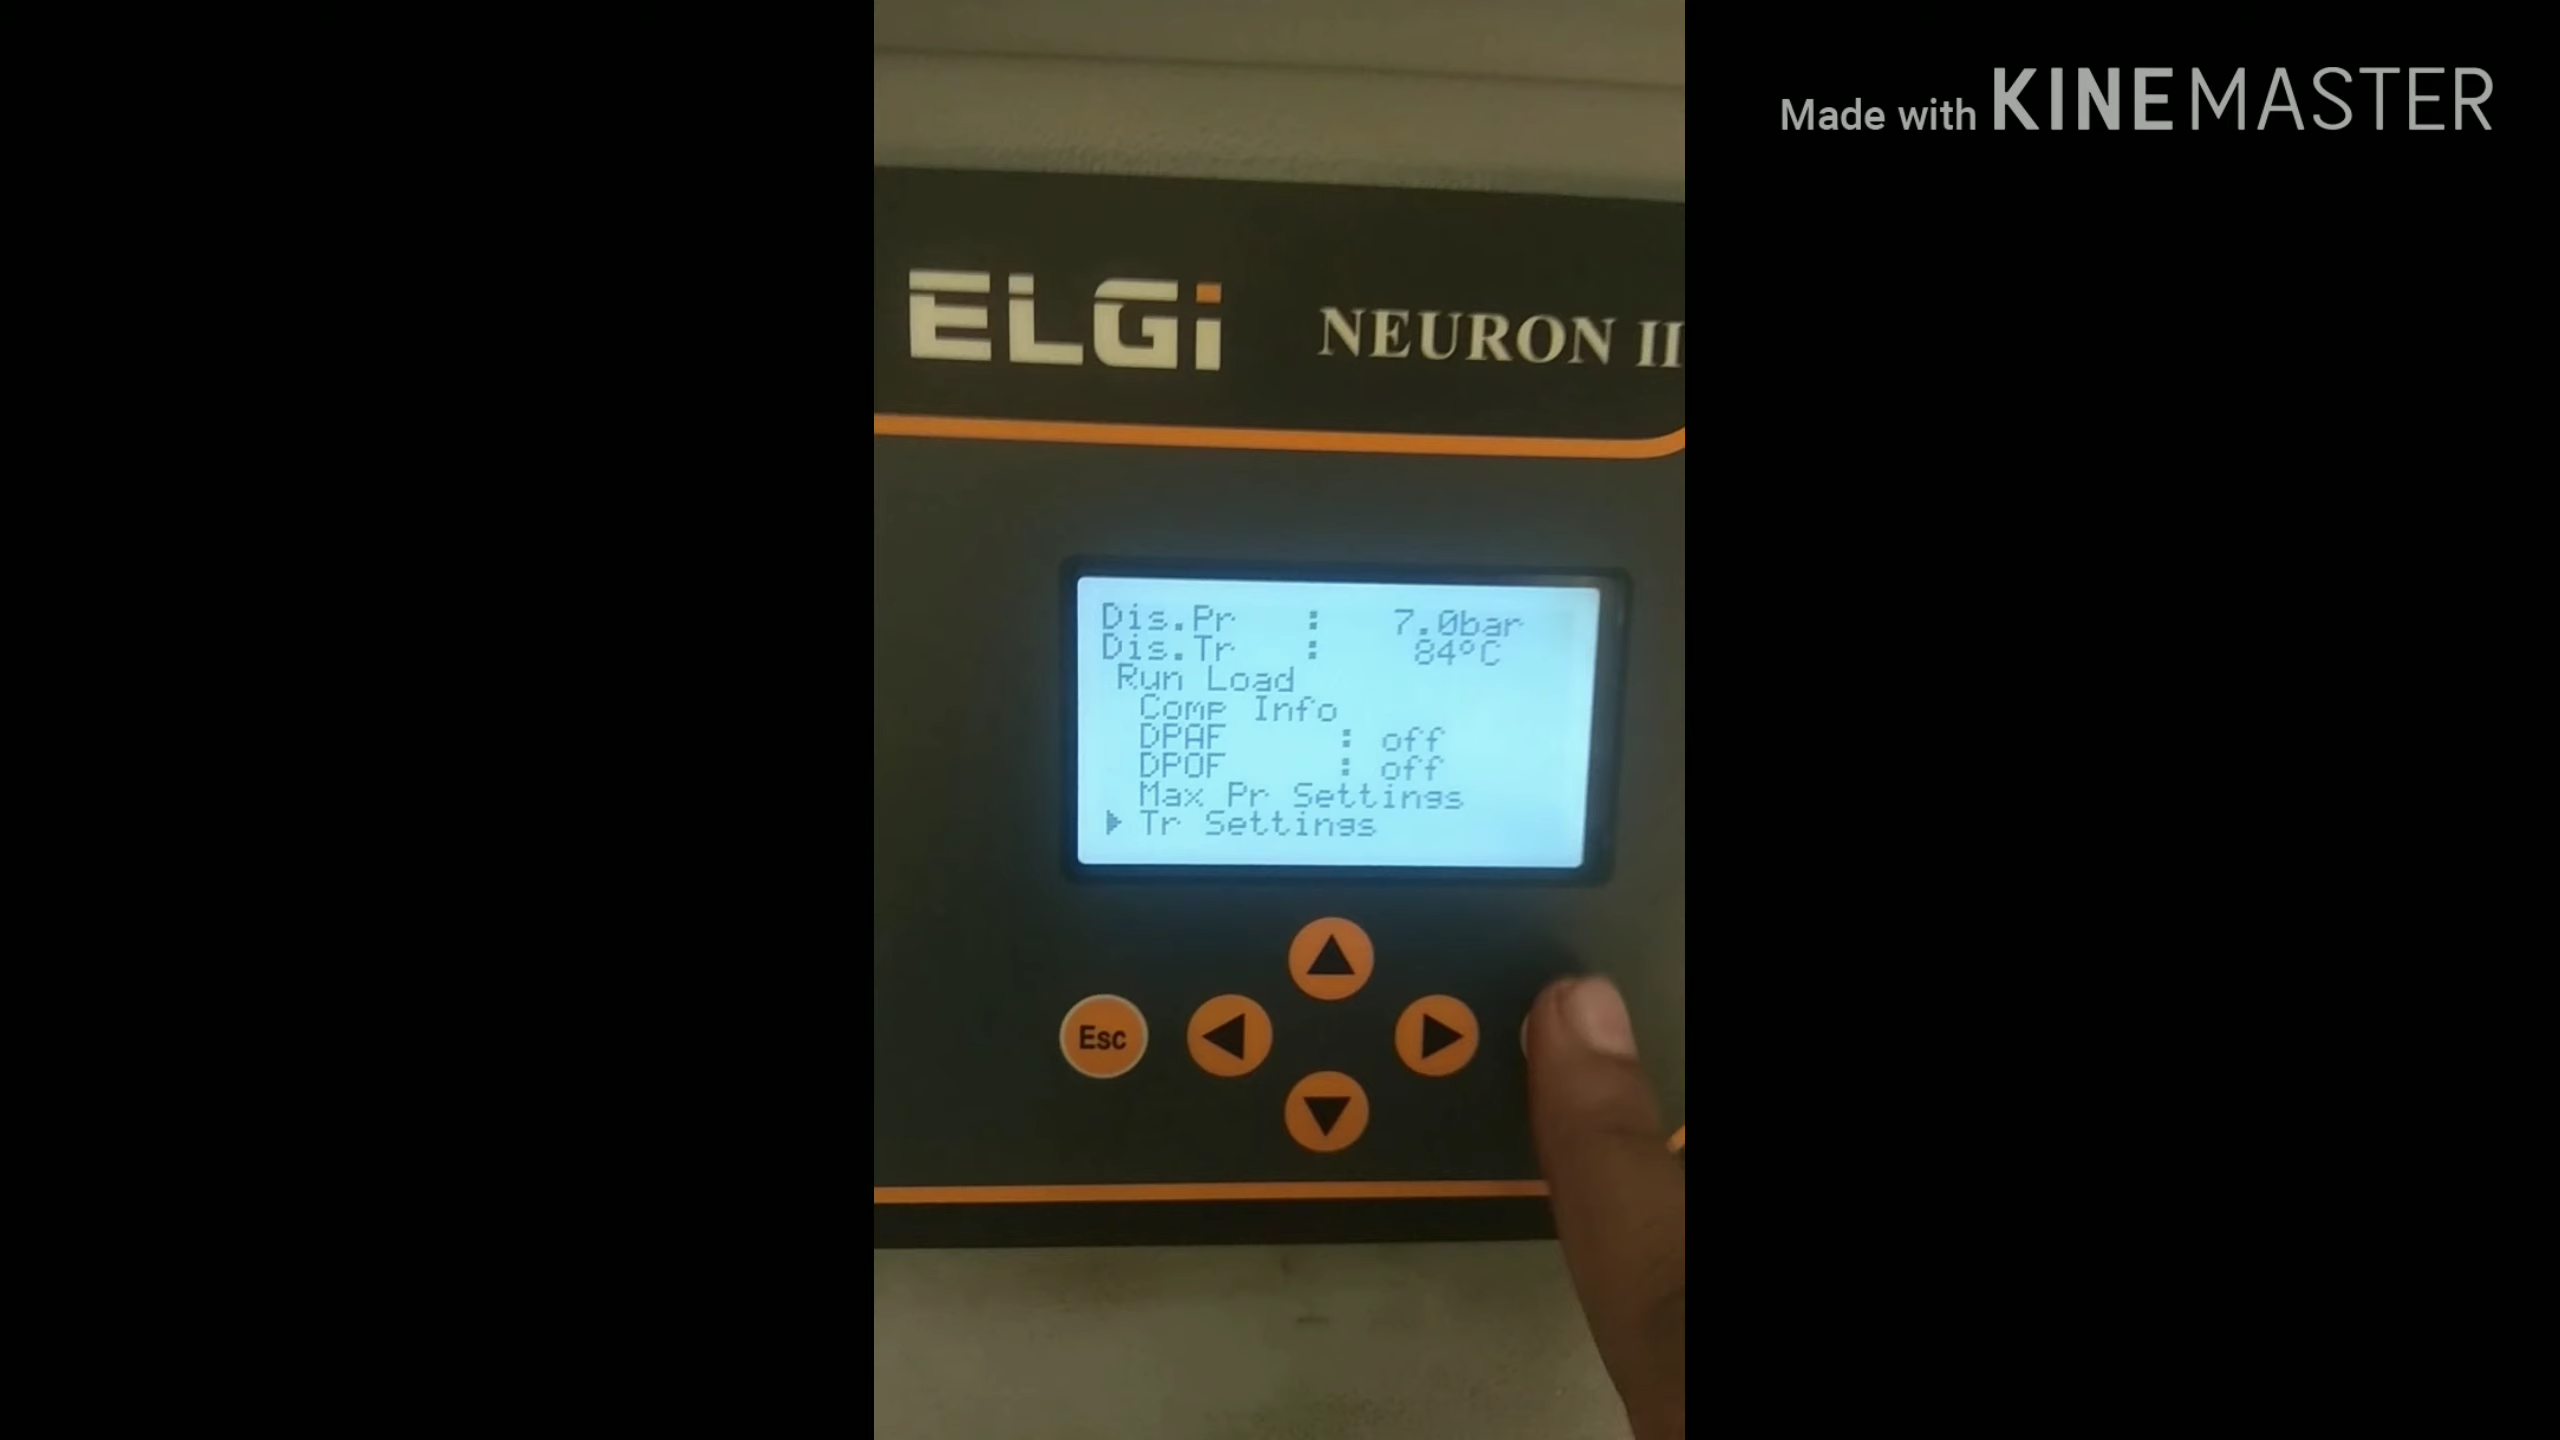 Made with KINEMASTER
ELGi NEURON II
Dis.Pr : 7.0bar
Dis.Tr : 84°C
Run Load
Comp Info
DPAF : off
DPOF : off
Max Pr Settings
Tr Settings
Esc